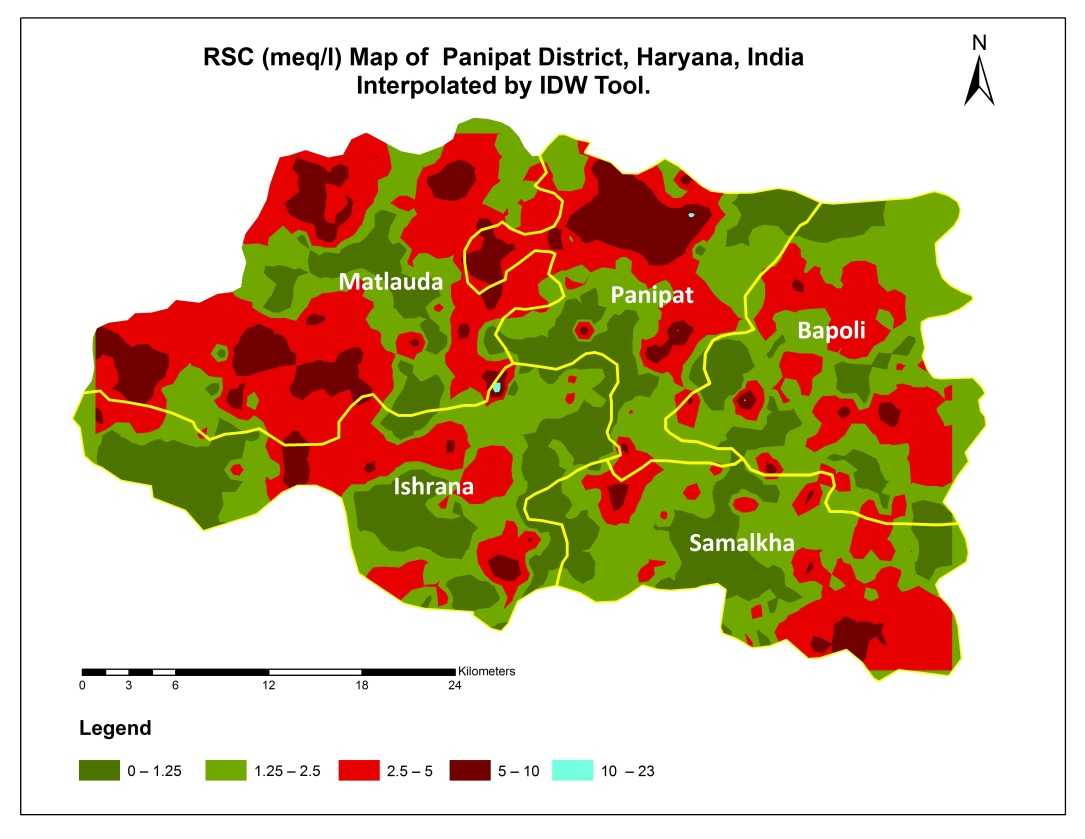 RSC (meq/l) Map of Panipat District, Haryana, India
Interpolated by IDW Tool.
N
Matlauda
Panipat
Bapoli
Ishrana
Samalkha
Kilometers
0 3 6 12 18 24
Legend
0 – 1.25 1.25 – 2.5 2.5 – 5 5 – 10 10 – 23